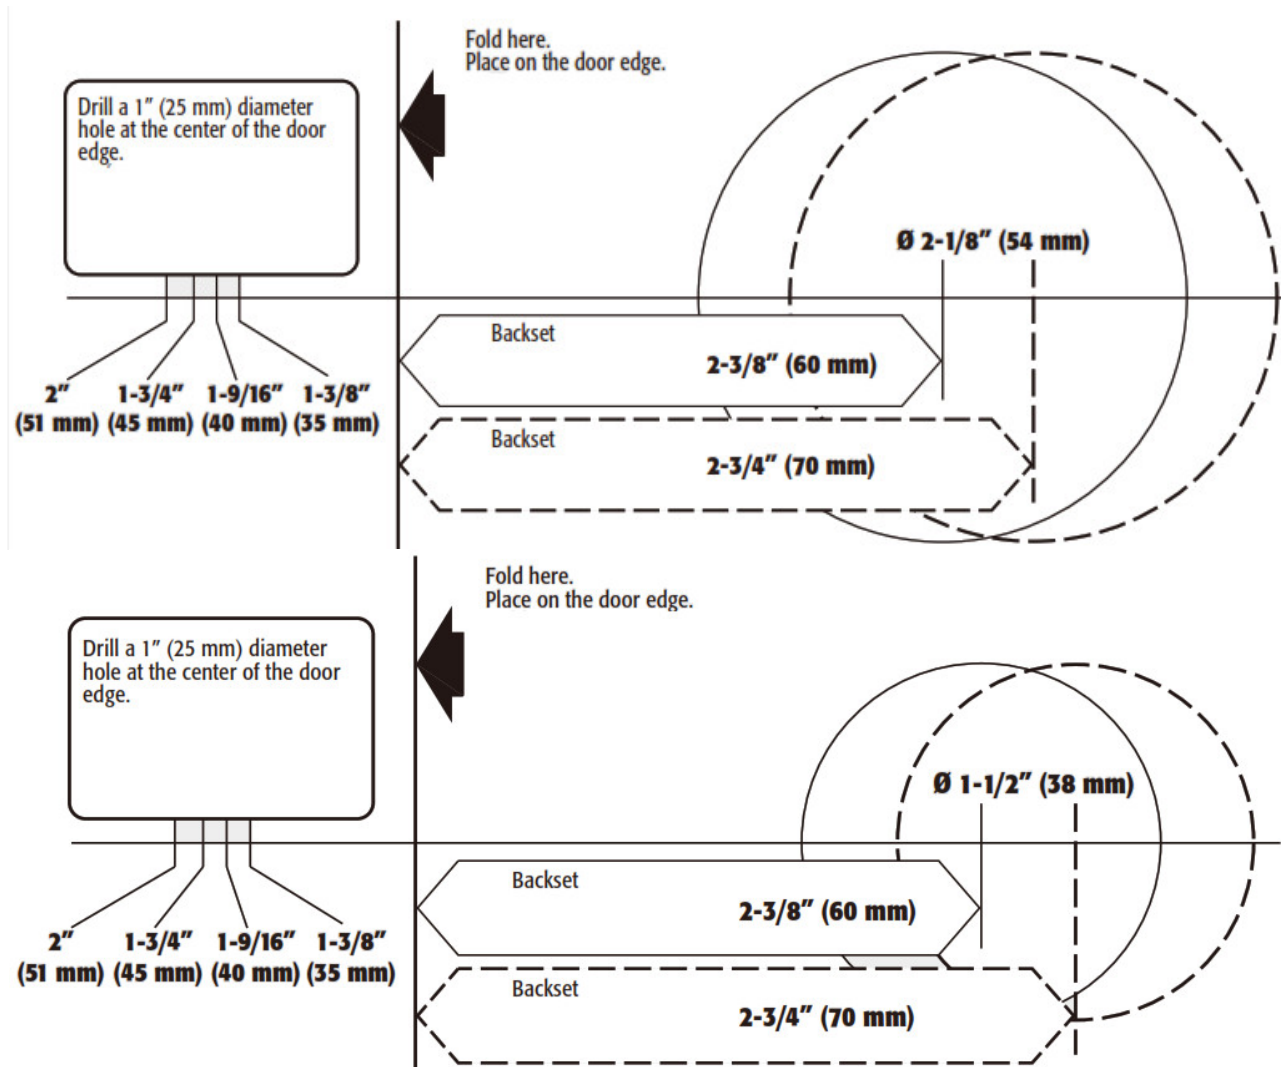 Fold here.
Place on the door edge.
Drill a 1” (25 mm) diameter
hole at the center of the door
edge.
Ø 2-1/8” (54 mm)
Backset
2-3/8” (60 mm)
2” 1-3/4” 1-9/16” 1-3/8”
(51 mm) (45 mm) (40 mm) (35 mm)
Backset
2-3/4” (70 mm)
Fold here.
Place on the door edge.
Drill a 1” (25 mm) diameter
hole at the center of the door
edge.
Ø 1-1/2” (38 mm)
Backset
2-3/8” (60 mm)
2” 1-3/4” 1-9/16” 1-3/8”
(51 mm) (45 mm) (40 mm) (35 mm)
Backset
2-3/4” (70 mm)